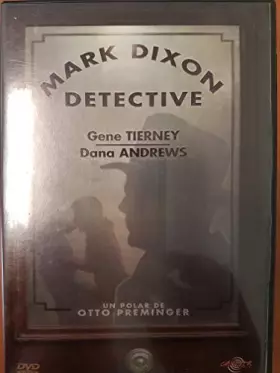 MARK DIXON
DETECTIVE
Gene TIERNEY
Dana ANDREWS
UN POLAR DE
OTTO PREMINGER
DVD